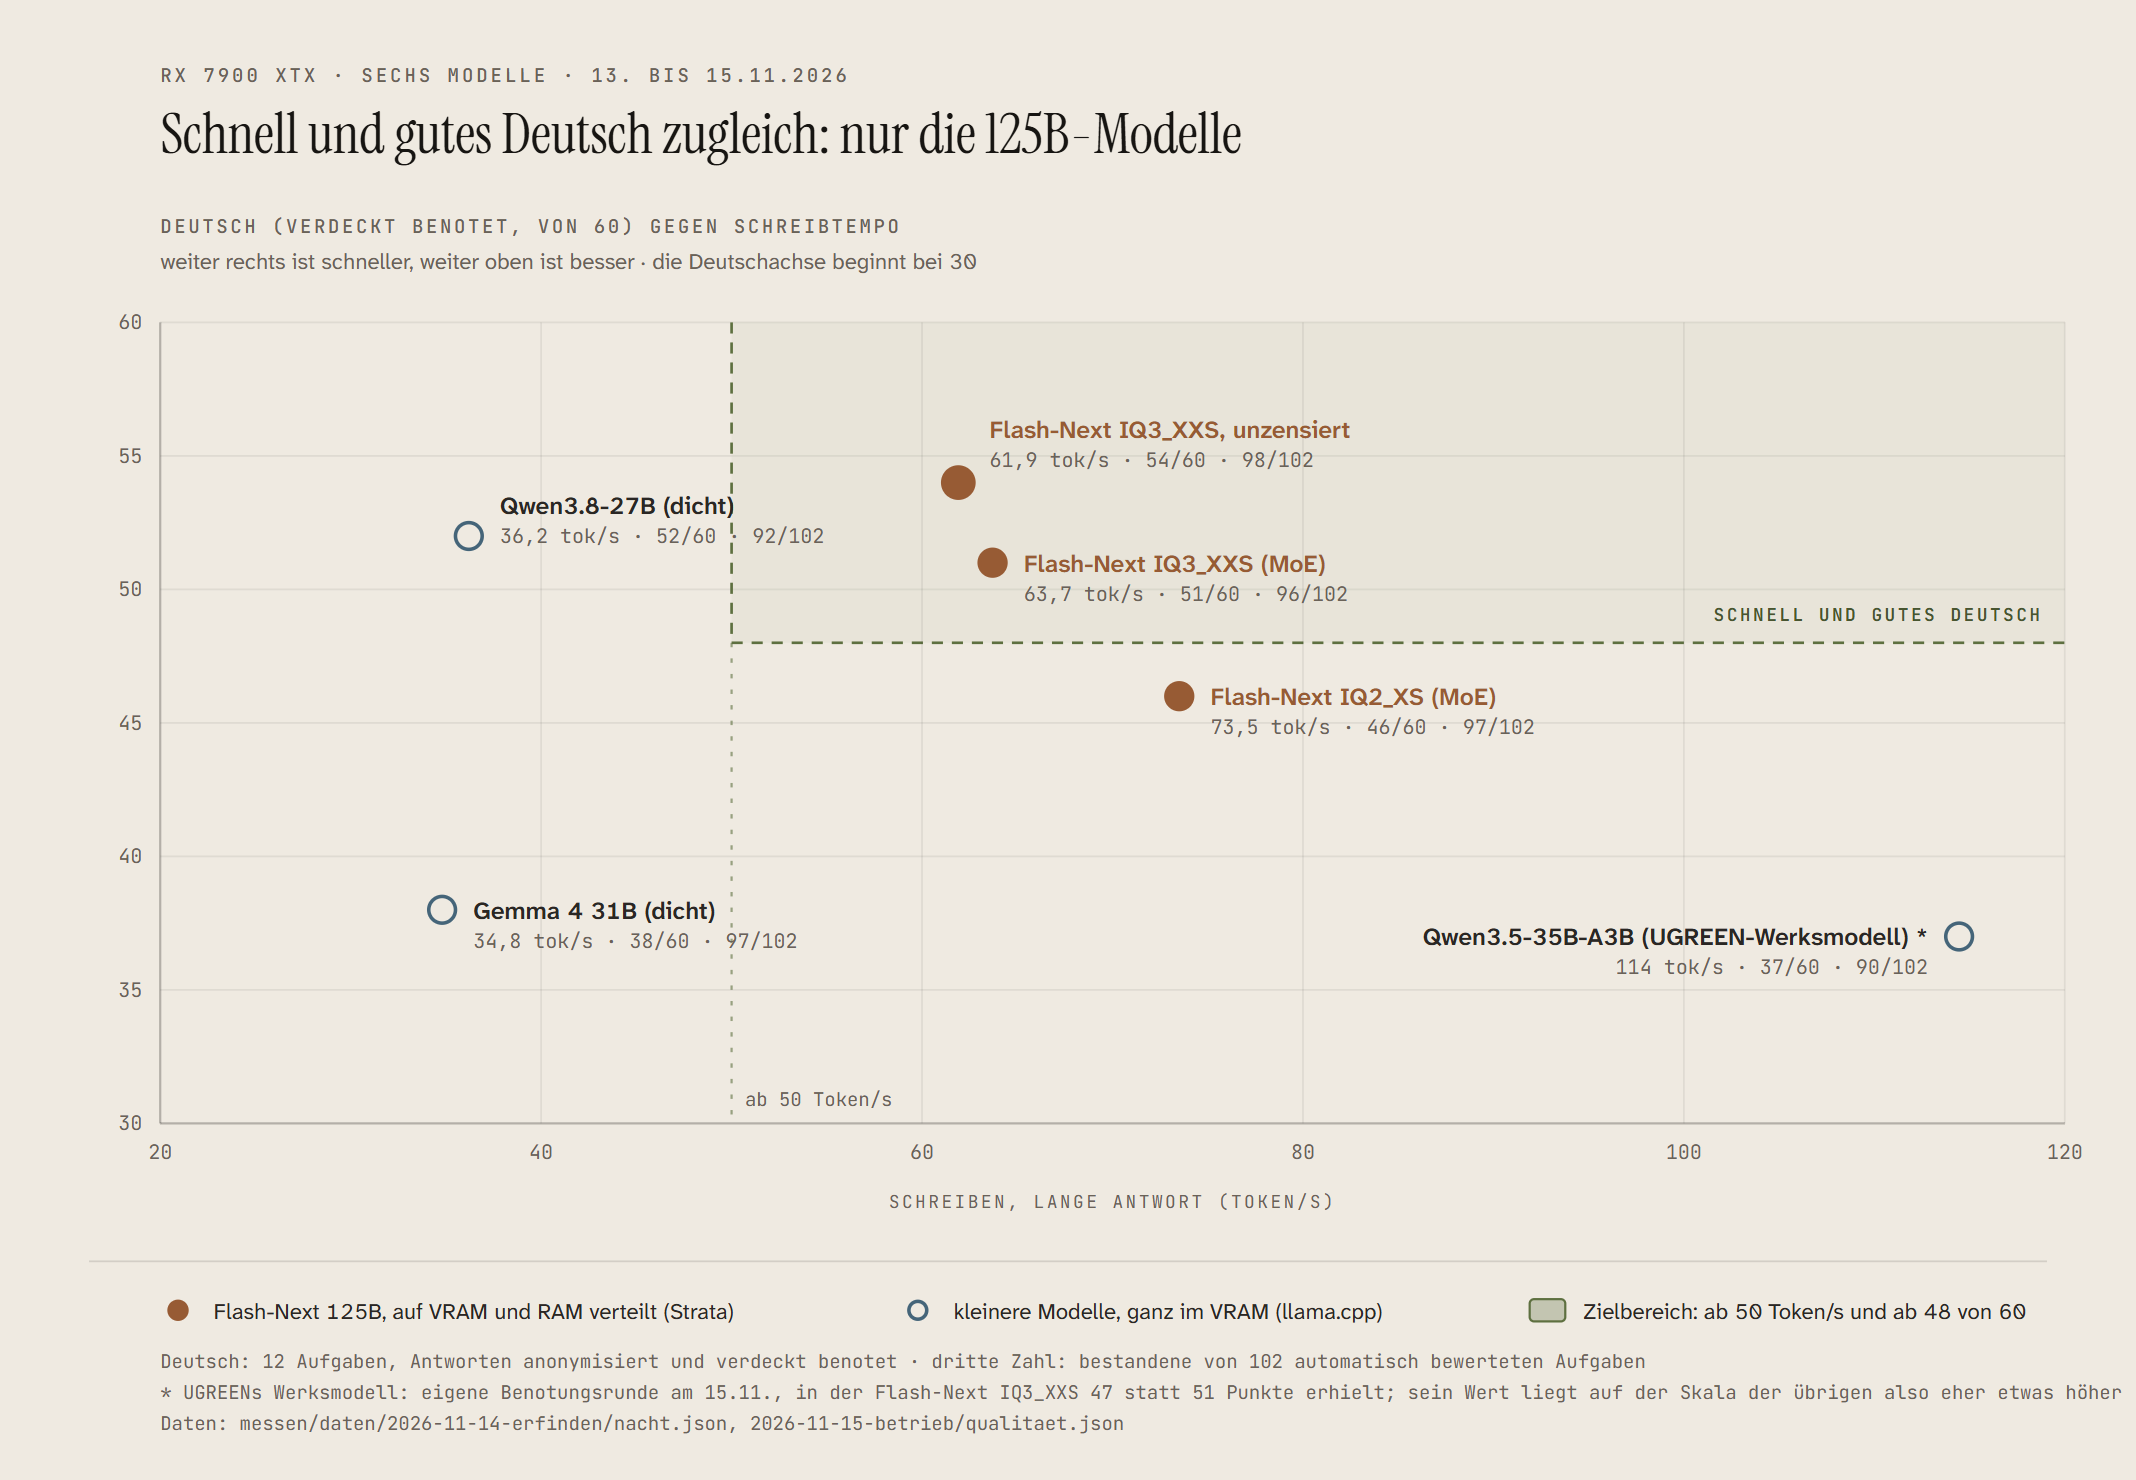 RX 7900 XTX · SECHS MODELLE · 13. BIS 15.11.2026
Schnell und gutes Deutsch zugleich: nur die 125B-Modelle
DEUTSCH (VERDECKT BENOTET, VON 60) GEGEN SCHREIBTEMPO
weiter rechts ist schneller, weiter oben ist besser · die Deutschachse beginnt bei 30
60
Flash-Next IQ3_XXS, unzensiert
55
61,9 tok/s · 54/60 · 98/102
Qwen3.8-27B (dicht)
36,2 tok/s · 52/60 · 92/102
Flash-Next IQ3_XXS (MoE)
50
63,7 tok/s · 51/60 · 96/102
SCHNELL UND GUTES DEUTSCH
Flash-Next IQ2_XS (MoE)
45
73,5 tok/s · 46/60 · 97/102
40
Gemma 4 31B (dicht)
34,8 tok/s · 38/60 · 97/102
Qwen3.5-35B-A3B (UGREEN-Werksmodell) *
114 tok/s · 37/60 · 90/102
35
ab 50 Token/s
30
20 40 60 80 100 120
SCHREIBEN, LANGE ANTWORT (TOKEN/S)
Flash-Next 125B, auf VRAM und RAM verteilt (Strata)
kleinere Modelle, ganz im VRAM (llama.cpp)
Zielbereich: ab 50 Token/s und ab 48 von 60
Deutsch: 12 Aufgaben, Antworten anonymisiert und verdeckt benotet · dritte Zahl: bestandene von 102 automatisch bewerteten Aufgaben
* UGREENs Werksmodell: eigene Benotungsrunde am 15.11., in der Flash-Next IQ3_XXS 47 statt 51 Punkte erhielt; sein Wert liegt auf der Skala der übrigen also eher etwas höher
Daten: messen/daten/2026-11-14-erfinden/nacht.json, 2026-11-15-betrieb/qualitaet.json